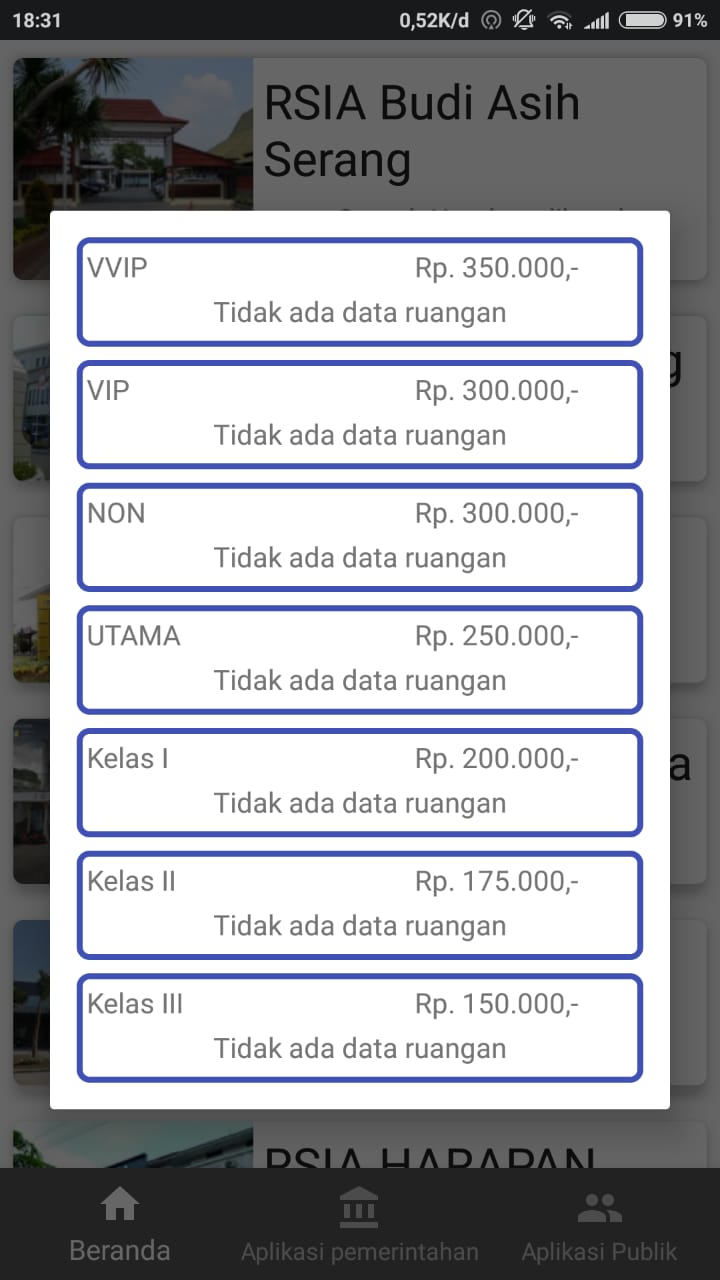 18:31 0,52K/d 91%
RSIA Budi Asih
Serang
VVIP Rp. 350.000,-
Tidak ada data ruangan
VIP Rp. 300.000,-
Tidak ada data ruangan
NON Rp. 300.000,-
Tidak ada data ruangan
UTAMA Rp. 250.000,-
Tidak ada data ruangan
Kelas I Rp. 200.000,-
Tidak ada data ruangan
Kelas II Rp. 175.000,-
Tidak ada data ruangan
Kelas III Rp. 150.000,-
Tidak ada data ruangan
RSIA HARAPAN
Beranda Aplikasi pemerintahan Aplikasi Publik